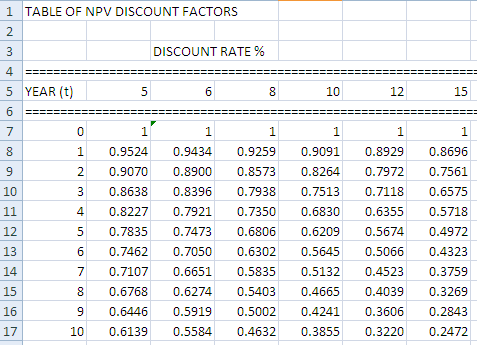 1 TABLE OF NPV DISCOUNT FACTORS
2
3 DISCOUNT RATE %
4 ==================================================
5 YEAR (t) 5 6 8 10 12 15
6 ==================================================
7 0 1 1 1 1 1 1
8 1 0.9524 0.9434 0.9259 0.9091 0.8929 0.8696
9 2 0.9070 0.8900 0.8573 0.8264 0.7972 0.7561
10 3 0.8638 0.8396 0.7938 0.7513 0.7118 0.6575
11 4 0.8227 0.7921 0.7350 0.6830 0.6355 0.5718
12 5 0.7835 0.7473 0.6806 0.6209 0.5674 0.4972
13 6 0.7462 0.7050 0.6302 0.5645 0.5066 0.4323
14 7 0.7107 0.6651 0.5835 0.5132 0.4523 0.3759
15 8 0.6768 0.6274 0.5403 0.4665 0.4039 0.3269
16 9 0.6446 0.5919 0.5002 0.4241 0.3606 0.2843
17 10 0.6139 0.5584 0.4632 0.3855 0.3220 0.2472